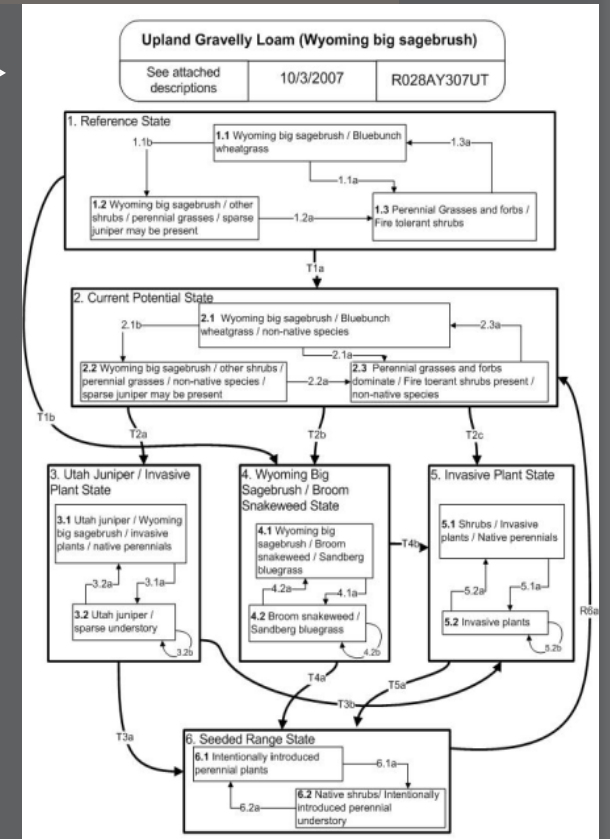 Upland Gravelly Loam (Wyoming big sagebrush)
See attached
descriptions
10/3/2007
R028AY307UT
1. Reference State
1.1 Wyoming big sagebrush / Bluebunch
wheatgrass
1.1b
1.3a
1.1a
1.2 Wyoming big sagebrush / other
shrubs / perennial grasses / sparse
juniper may be present
1.2a
1.3 Perennial Grasses and forbs /
Fire tolerant shrubs
T1a
2. Current Potential State
2.1 Wyoming big sagebrush / Bluebunch
wheatgrass / non-native species
2.1b
2.3a
2.1a
2.2 Wyoming big sagebrush / other shrubs /
perennial grasses / non-native species /
sparse juniper may be present
2.2a
2.3 Perennial grasses and forbs
dominate / Fire toerant shrubs present /
non-native species
T1b
T2a
T2b
T2c
3. Utah Juniper / Invasive
Plant State
3.1 Utah juniper / Wyoming
big sagebrush / invasive
plants / native perennials
3.2a
3.1a
3.2 Utah juniper /
sparse understory
3.2b
4. Wyoming Big
Sagebrush / Broom
Snakeweed State
4.1 Wyoming big
sagebrush / Broom
snakeweed / Sandberg
bluegrass
4.2a
4.1a
4.2 Broom snakeweed /
Sandberg bluegrass
4.2b
T4b
5. Invasive Plant State
5.1 Shrubs / Invasive
plants / Native perennials
5.2a
5.1a
5.2 Invasive plants
5.2b
R6a
T4a
T5a
T3b
T3a
6. Seeded Range State
6.1 Intentionally introduced
perennial plants
6.1a
6.2a
6.2 Native shrubs/ Intentionally
introduced perennial
understory